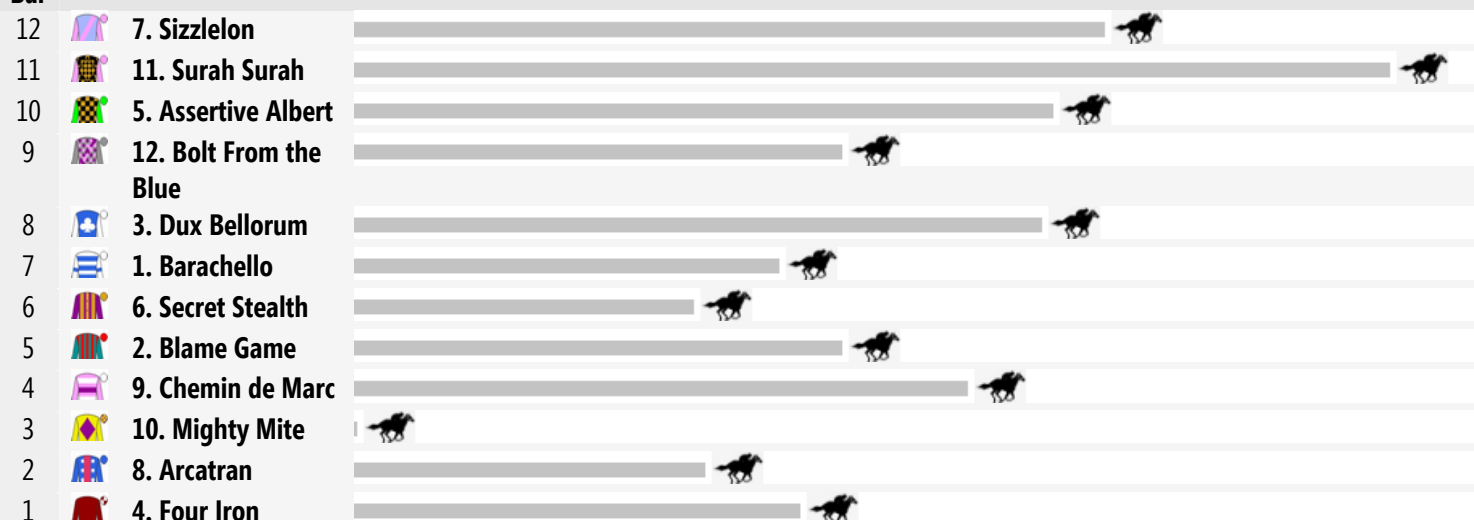 Bar
12 7. Sizzlelon
11 11. Surah Surah
10 5. Assertive Albert
9 12. Bolt From the
Blue
8 3. Dux Bellorum
7 1. Barachello
6 6. Secret Stealth
5 2. Blame Game
4 9. Chemin de Marc
3 10. Mighty Mite
2 8. Arcatran
1 4. Four Iron